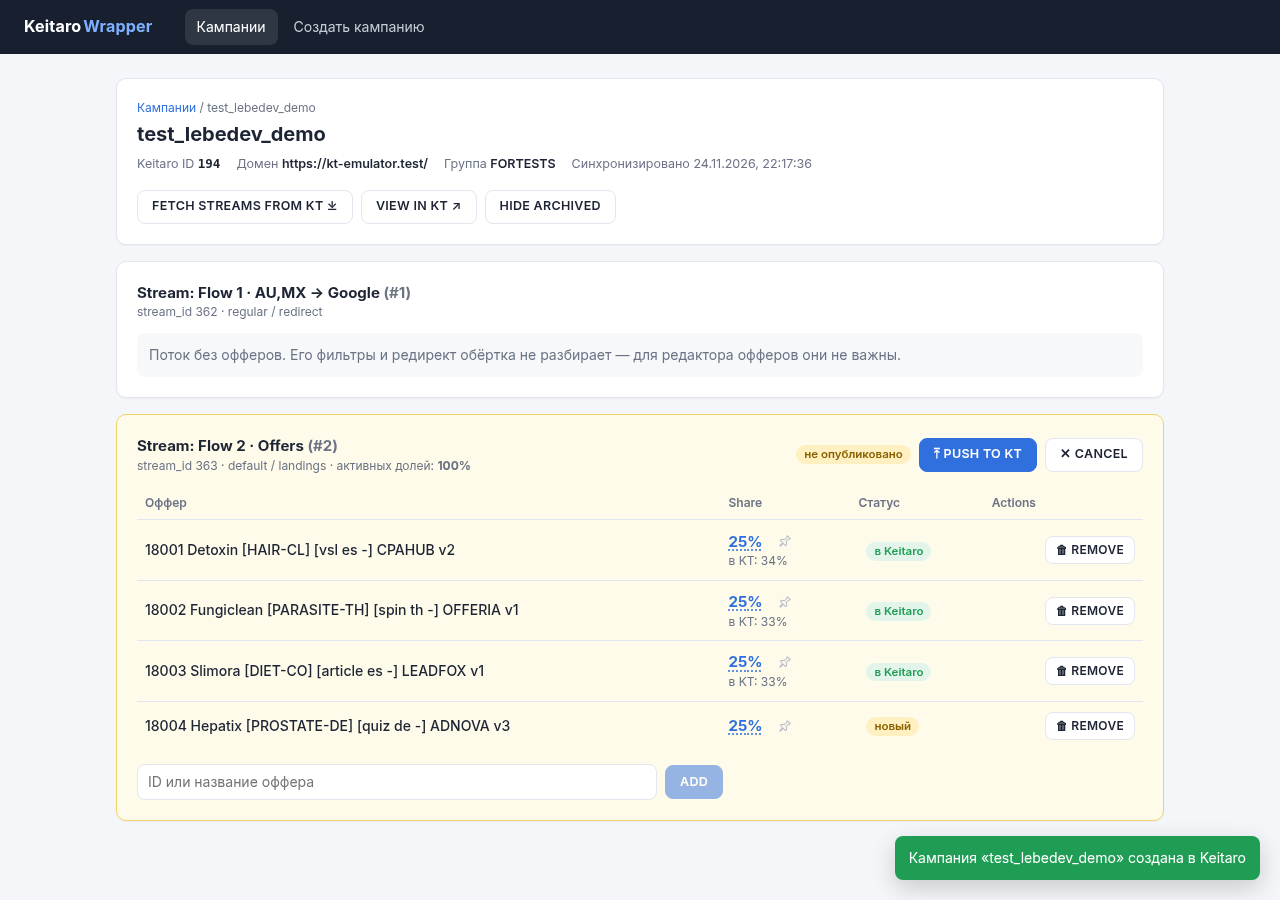 KeitaroWrapper Кампании Создать кампанию
Кампании / test_lebedev_demo
test_lebedev_demo
Keitaro ID 194 Домен https://kt-emulator.test/ Группа FORTESTS Синхронизировано 24.11.2026, 22:17:36
FETCH STREAMS FROM KT ⤓ VIEW IN KT ↗ HIDE ARCHIVED
Stream: Flow 1 · AU,MX → Google (#1)
stream_id 362 · regular / redirect
Поток без офферов. Его фильтры и редирект обёртка не разбирает — для редактора офферов они не важны.
Stream: Flow 2 · Offers (#2)
stream_id 363 · default / landings · активных долей: 100%
не опубликовано ⤒ PUSH TO KT ✕ CANCEL
Оффер Share Статус Actions
18001 Detoxin [HAIR-CL] [vsl es -] CPAHUB v2 25% в Keitaro REMOVE
в KT: 34%
18002 Fungiclean [PARASITE-TH] [spin th -] OFFERIA v1 25% в Keitaro REMOVE
в KT: 33%
18003 Slimora [DIET-CO] [article es -] LEADFOX v1 25% в Keitaro REMOVE
в KT: 33%
18004 Hepatix [PROSTATE-DE] [quiz de -] ADNOVA v3 25% новый REMOVE
ID или название оффера ADD
Кампания «test_lebedev_demo» создана в Keitaro